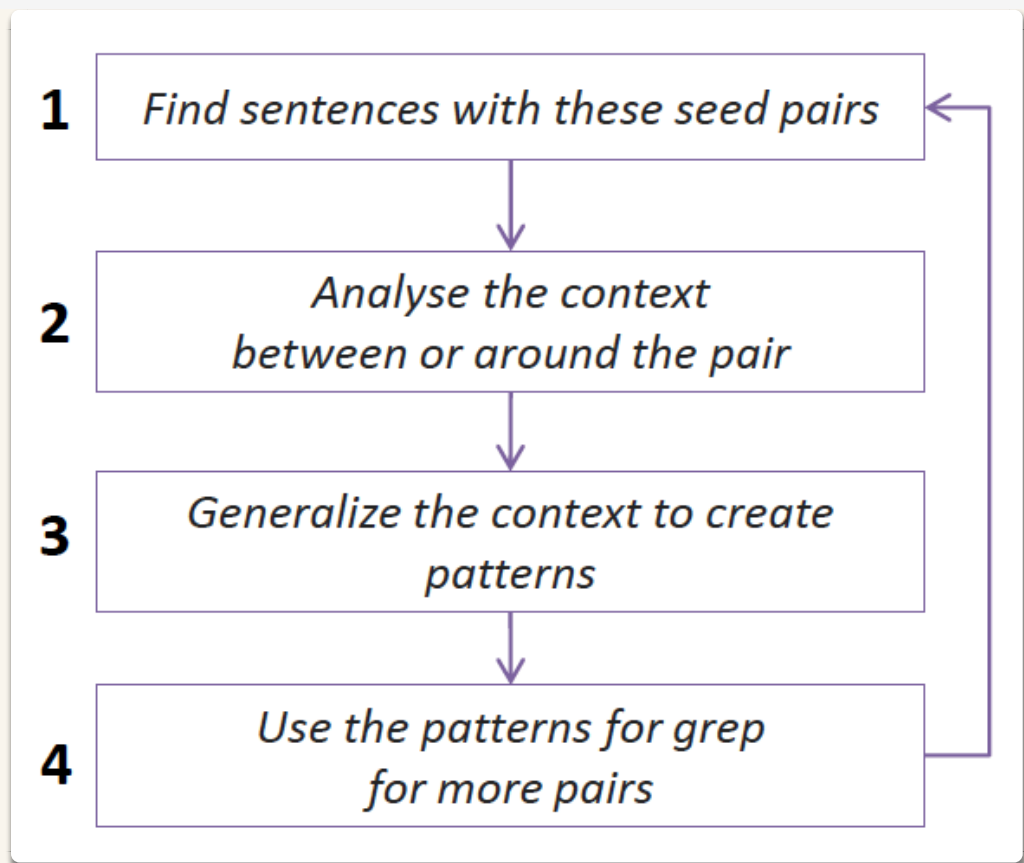 1
Find sentences with these seed pairs
2
Analyse the context
between or around the pair
3
Generalize the context to create
patterns
4
Use the patterns for grep
for more pairs